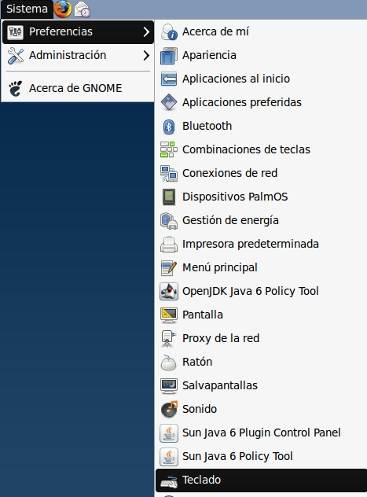 Sistema
Preferencias
Administración
Acerca de GNOME
Acerca de mí
Apariencia
Aplicaciones al inicio
Aplicaciones preferidas
Bluetooth
Combinaciones de teclas
Conexiones de red
Dispositivos PalmOS
Gestión de energía
Impresora predeterminada
Menú principal
OpenJDK Java 6 Policy Tool
Pantalla
Proxy de la red
Ratón
Salvapantallas
Sonido
Sun Java 6 Plugin Control Panel
Sun Java 6 Policy Tool
Teclado